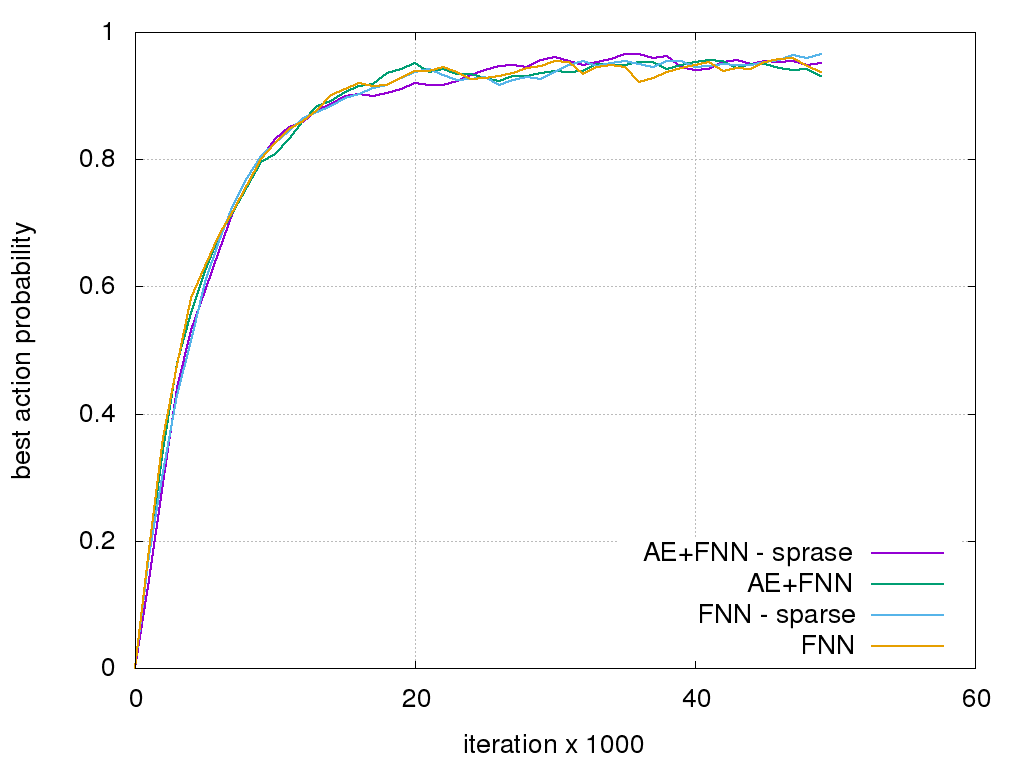 1
0.8
0.6
0.4
0.2
0
best action probability
AE+FNN - sprase
AE+FNN
FNN - sparse
FNN
0 20 40 60
iteration x 1000